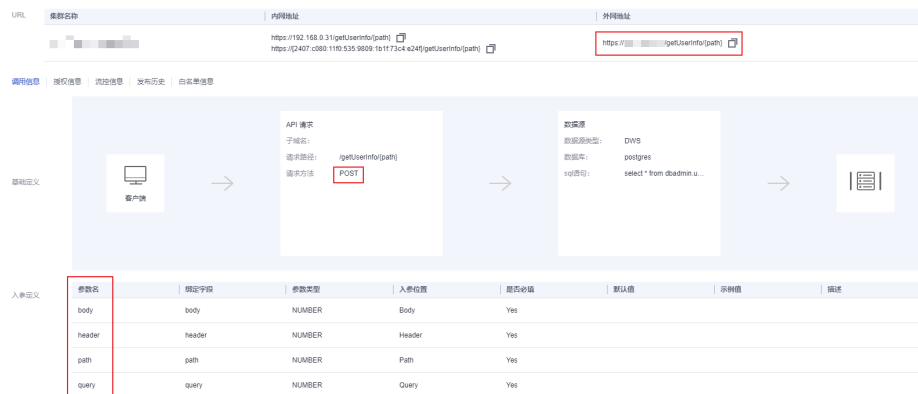 URL 集群名称 内网地址 外网地址
https://192.168.0.31/getUserInfo/{path}
https://[2407:c080:11f0:535:9809:1b1f:73c4:e24f]/getUserInfo/{path}
https:// /getUserInfo/{path}
调用信息 授权信息 流控信息 发布历史 白名单信息
基础定义
客户端
API 请求
子域名：
请求路径： /getUserInfo/{path}
请求方法 POST
数据源
数据源类型： DWS
数据库： postgres
sql语句： select * from dbadmin.u...
入参定义
参数名 绑定字段 参数类型 入参位置 是否必填 默认值 示例值 描述
body body NUMBER Body Yes
header header NUMBER Header Yes
path path NUMBER Path Yes
query query NUMBER Query Yes